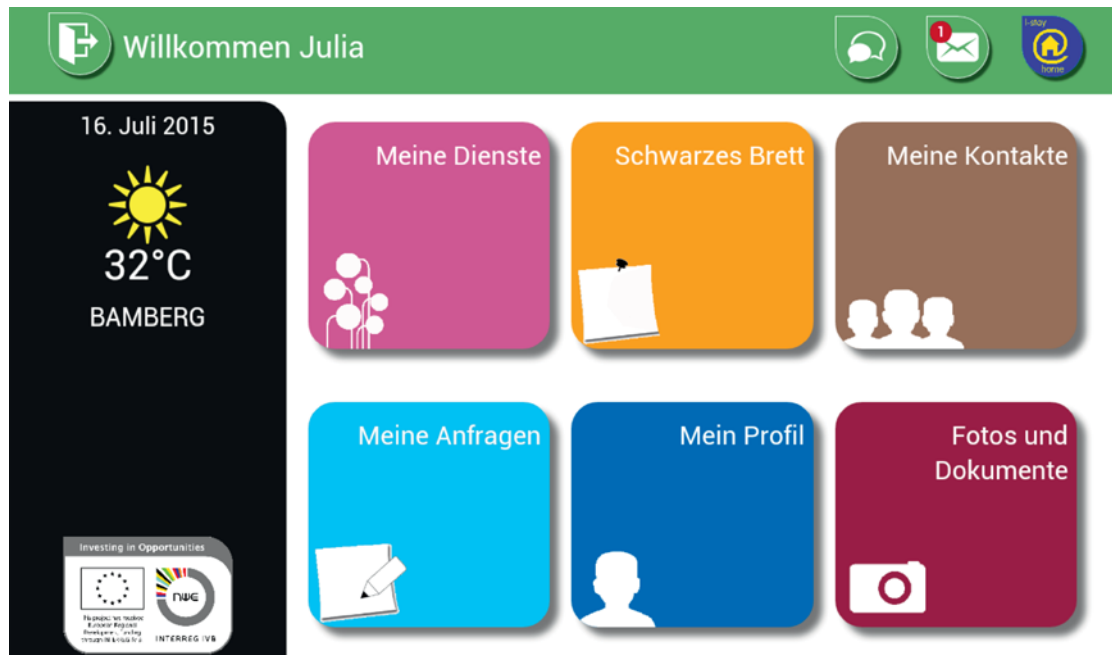 Willkommen Julia
1
I-stay
@
home
16. Juli 2015
32°C
BAMBERG
Meine Dienste
Schwarzes Brett
Meine Kontakte
Meine Anfragen
Mein Profil
Fotos und
Dokumente
Investing in Opportunities
nwe
INTERREG IVB